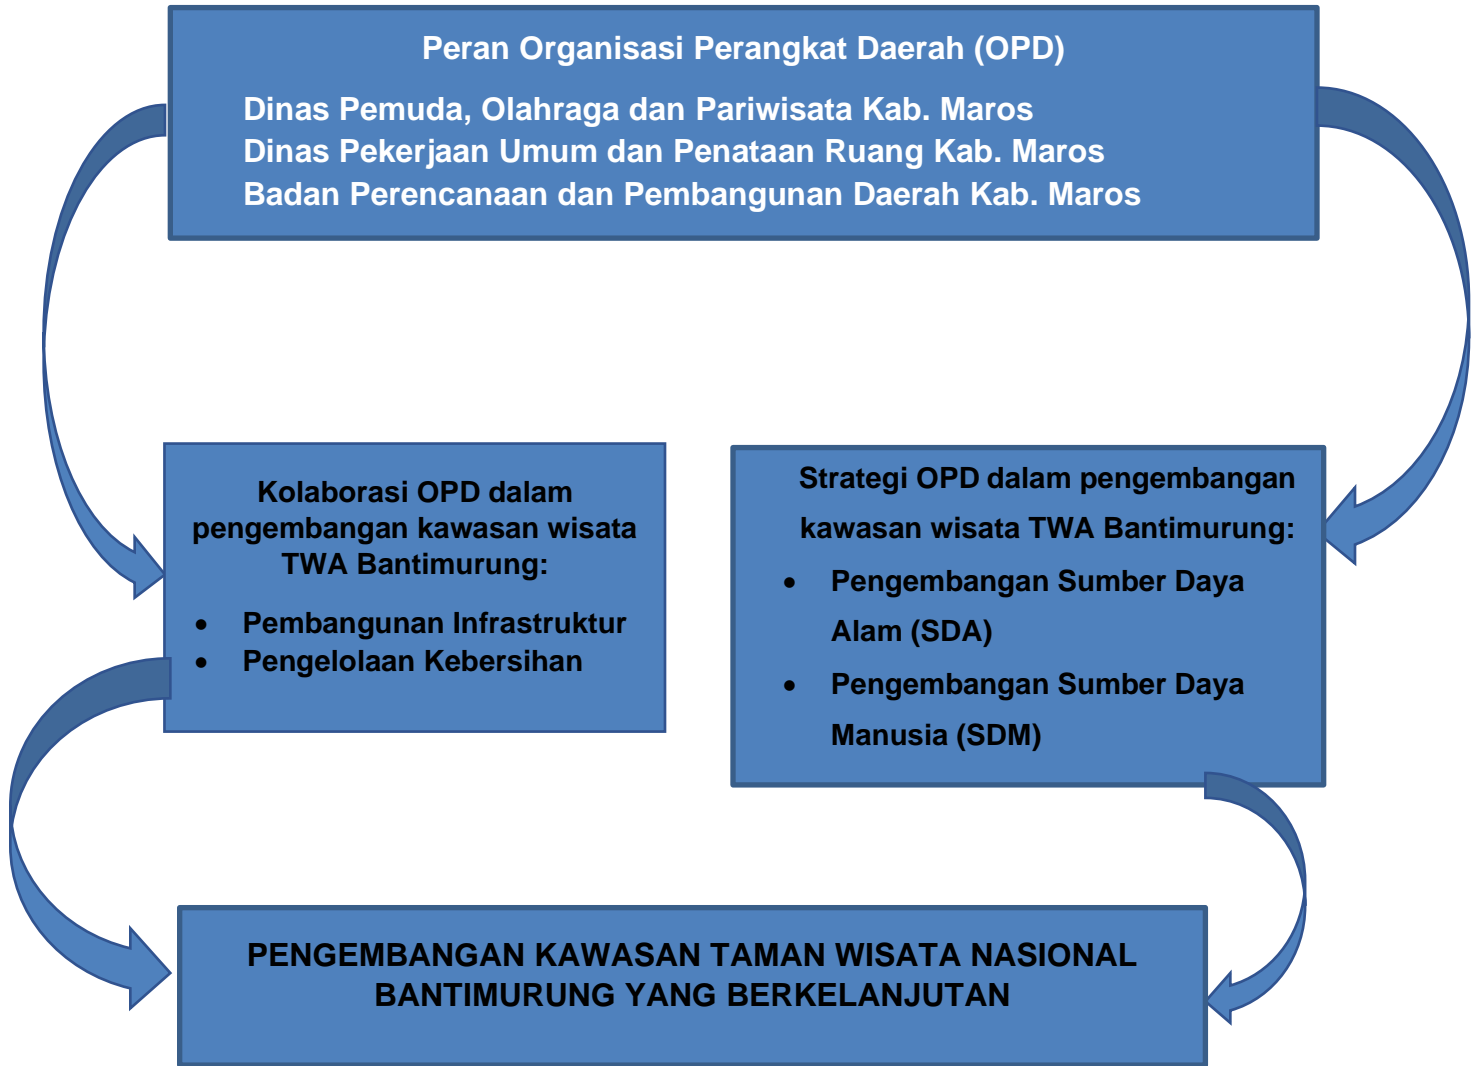 Peran Organisasi Perangkat Daerah (OPD)
Dinas Pemuda, Olahraga dan Pariwisata Kab. Maros
Dinas Pekerjaan Umum dan Penataan Ruang Kab. Maros
Badan Perencanaan dan Pembangunan Daerah Kab. Maros
Kolaborasi OPD dalam
pengembangan kawasan wisata
TWA Bantimurung:
• Pembangunan Infrastruktur
• Pengelolaan Kebersihan
Strategi OPD dalam pengembangan
kawasan wisata TWA Bantimurung:
• Pengembangan Sumber Daya
Alam (SDA)
• Pengembangan Sumber Daya
Manusia (SDM)
PENGEMBANGAN KAWASAN TAMAN WISATA NASIONAL
BANTIMURUNG YANG BERKELANJUTAN